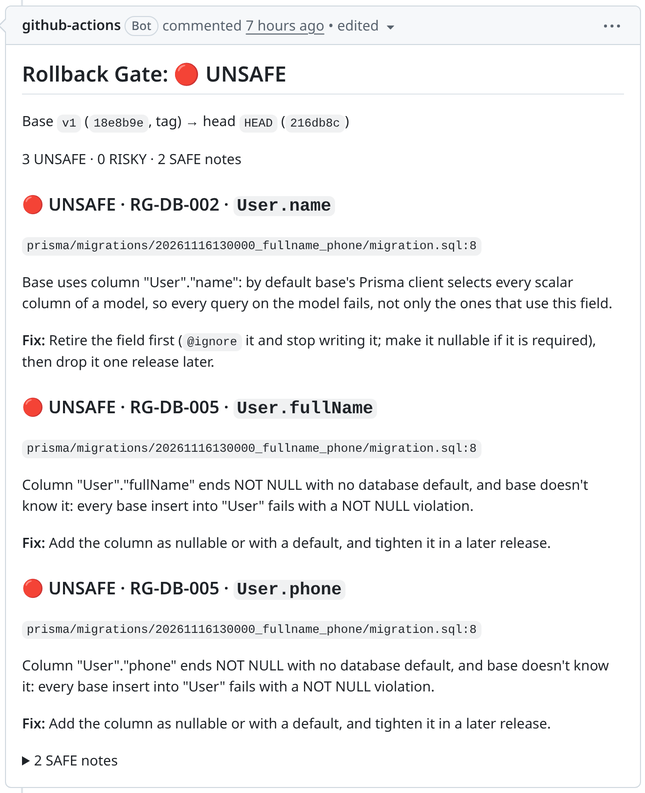 github-actions Bot commented 7 hours ago • edited
Rollback Gate: 🔴 UNSAFE
Base v1 ( 18e8b9e , tag) → head HEAD ( 216db8c )
3 UNSAFE · 0 RISKY · 2 SAFE notes
🔴 UNSAFE · RG-DB-002 · User.name
prisma/migrations/20261116130000_fullname_phone/migration.sql:8
Base uses column "User"."name": by default base's Prisma client selects every scalar
column of a model, so every query on the model fails, not only the ones that use this field.
Fix: Retire the field first ( @ignore it and stop writing it; make it nullable if it is required),
then drop it one release later.
🔴 UNSAFE · RG-DB-005 · User.fullName
prisma/migrations/20261116130000_fullname_phone/migration.sql:8
Column "User"."fullName" ends NOT NULL with no database default, and base doesn't
know it: every base insert into "User" fails with a NOT NULL violation.
Fix: Add the column as nullable or with a default, and tighten it in a later release.
🔴 UNSAFE · RG-DB-005 · User.phone
prisma/migrations/20261116130000_fullname_phone/migration.sql:8
Column "User"."phone" ends NOT NULL with no database default, and base doesn't know
it: every base insert into "User" fails with a NOT NULL violation.
Fix: Add the column as nullable or with a default, and tighten it in a later release.
▶ 2 SAFE notes